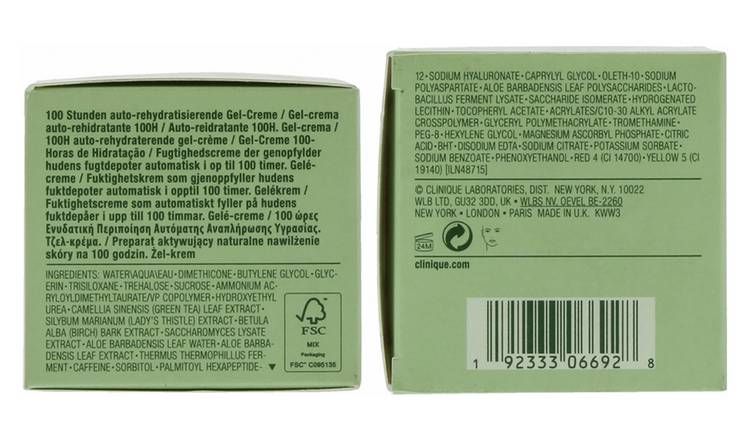 100 Stunden auto-rehydratisierende Gel-Creme / Gel-crema
auto-rehidratante 100H / Auto-reidratante 100H. Gel-crema /
100H auto-rehydraterende gel-crème / Gel-Creme 100-
Horas de Hidratação / Fugtighedscreme der genopfylder
hudens fugtdepoter automatisk i op til 100 timer. Gelé-
creme / Fuktighetskrem som gjenoppfyller hudens
fuktdepoter automatisk i opptil 100 timer. Gelékrem /
Fuktighetscreme som automatiskt fyller på hudens
fuktdepåer i upp till 100 timmar. Gelé-creme / 100 ώρες
Ενυδατική Περιποίηση Αυτόματης Αναπλήρωσης Υγρασίας.
Τζελ-κρέμα. / Preparat aktywujący naturalne nawilżenie
skóry na 100 godzin. Żel-krem
INGREDIENTS: WATER\AQUA\EAU • DIMETHICONE • BUTYLENE GLYCOL • GLYC-
ERIN • TRISILOXANE • TREHALOSE • SUCROSE • AMMONIUM AC-
RYLOYLDIMETHYLTAURATE/VP COPOLYMER • HYDROXYETHYL
UREA • CAMELLIA SINENSIS (GREEN TEA) LEAF EXTRACT •
SILYBUM MARIANUM (LADY'S THISTLE) EXTRACT • BETULA
ALBA (BIRCH) BARK EXTRACT • SACCHAROMYCES LYSATE
EXTRACT • ALOE BARBADENSIS LEAF WATER • ALOE BARBA-
DENSIS LEAF EXTRACT • THERMUS THERMOPHILLUS FER-
MENT • CAFFEINE • SORBITOL • PALMITOYL HEXAPEPTIDE- ▼
FSC
MIX
Packaging
FSC® C095135
12 • SODIUM HYALURONATE • CAPRYLYL GLYCOL • OLETH-10 • SODIUM
POLYASPARTATE • ALOE BARBADENSIS LEAF POLYSACCHARIDES • LACTO-
BACILLUS FERMENT LYSATE • SACCHARIDE ISOMERATE • HYDROGENATED
LECITHIN • TOCOPHERYL ACETATE • ACRYLATES/C10-30 ALKYL ACRYLATE
CROSSPOLYMER • GLYCERYL POLYMETHACRYLATE • TROMETHAMINE •
PEG-8 • HEXYLENE GLYCOL • MAGNESIUM ASCORBYL PHOSPHATE • CITRIC
ACID • BHT • DISODIUM EDTA • SODIUM CITRATE • POTASSIUM SORBATE •
SODIUM BENZOATE • PHENOXYETHANOL • RED 4 (CI 14700) • YELLOW 5 (CI
19140) [ILN48715]
© CLINIQUE LABORATORIES, DIST. NEW YORK, N.Y. 10022
WLB LTD, GU32 3DD, UK • WLBS NV. OEVEL BE-2260
NEW YORK • LONDON • PARIS MADE IN U.K. KWW3
24M
clinique.com
1 92333 06692 8